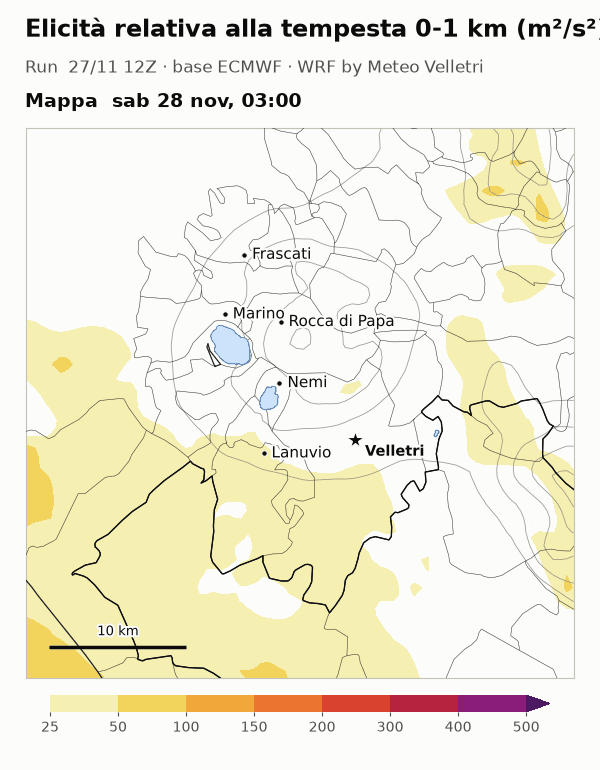 Elicità relativa alla tempesta 0-1 km (m²/s²)
Run 27/11 12Z · base ECMWF · WRF by Meteo Velletri
Mappa sab 28 nov, 03:00
Frascati
Marino
Rocca di Papa
Nemi
Velletri
Lanuvio
10 km
25 50 100 150 200 300 400 500